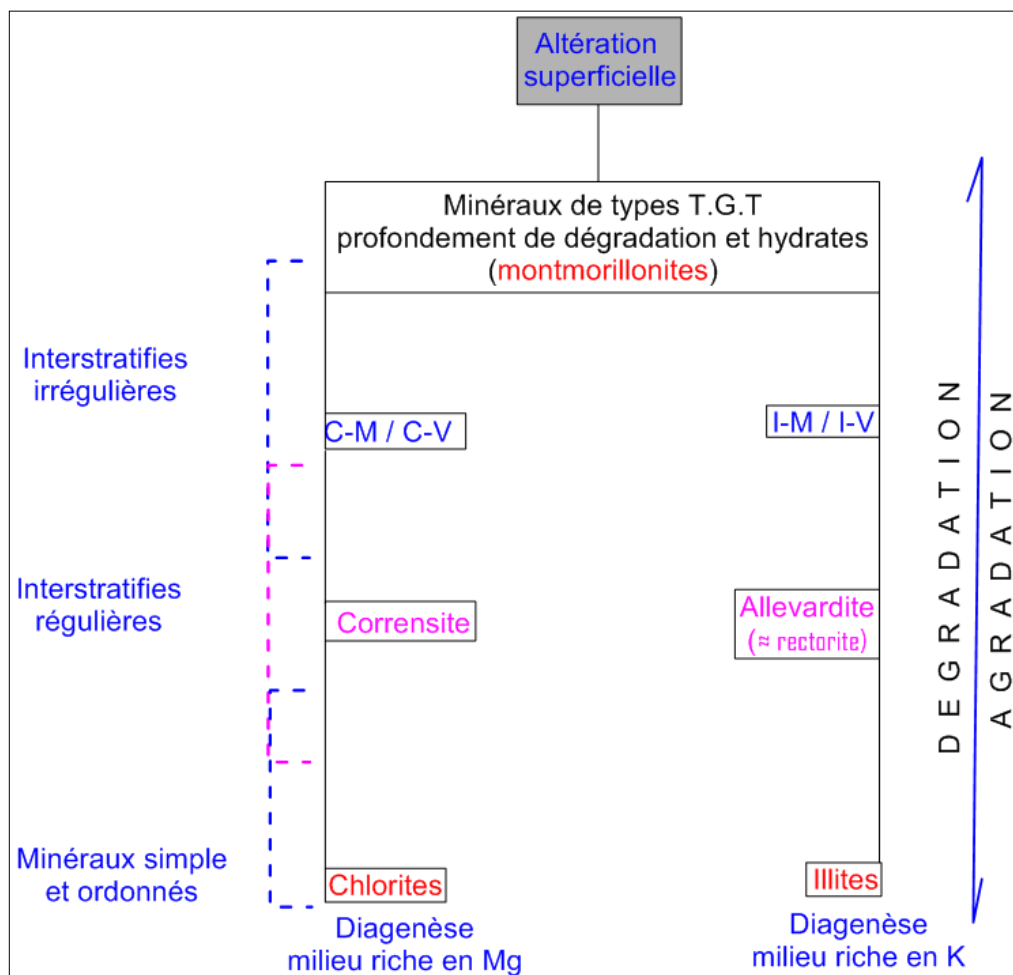 Altération
superficielle
Minéraux de types T.G.T
profondement de dégradation et hydrates
(montmorillonites)
Interstratifies
irrégulières
C-M / C-V
I-M / I-V
Interstratifies
régulières
Corrensite
Allevardite
(≈ rectorite)
DEGRADATION
AGRADATION
Minéraux simple
et ordonnés
Chlorites
Illites
Diagenèse
milieu riche en Mg
Diagenèse
milieu riche en K